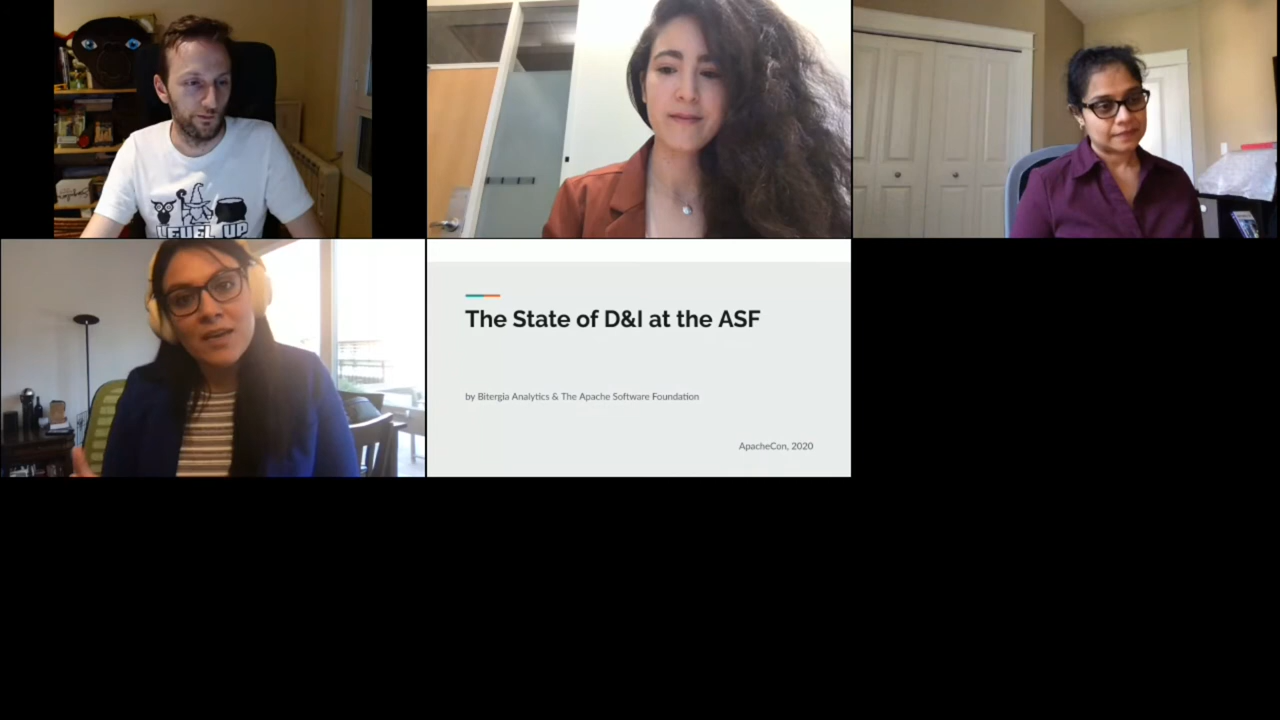 LEVEL UP
The State of D&I at the ASF
by Bitergia Analytics & The Apache Software Foundation
ApacheCon, 2020